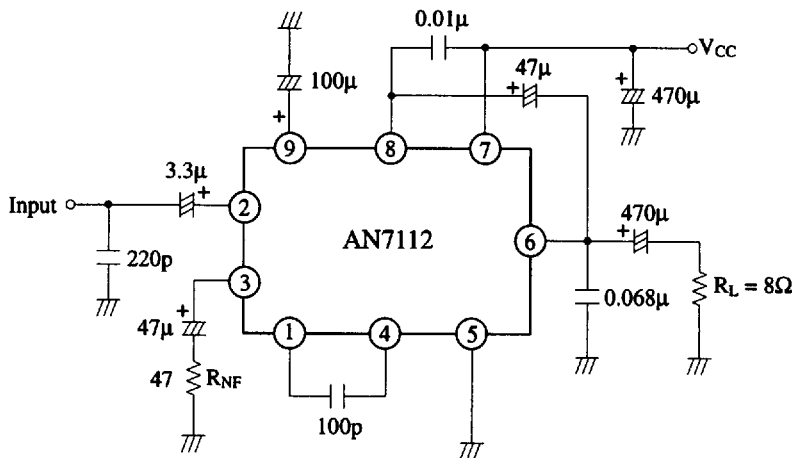 0.01μ
V_CC
100μ
47μ
470μ
+
+
+
9
8
7
3.3μ
+
Input
2
470μ
+
AN7112
6
220p
3
0.068μ
R_L = 8Ω
+
47μ
1
4
5
47
R_NF
100p